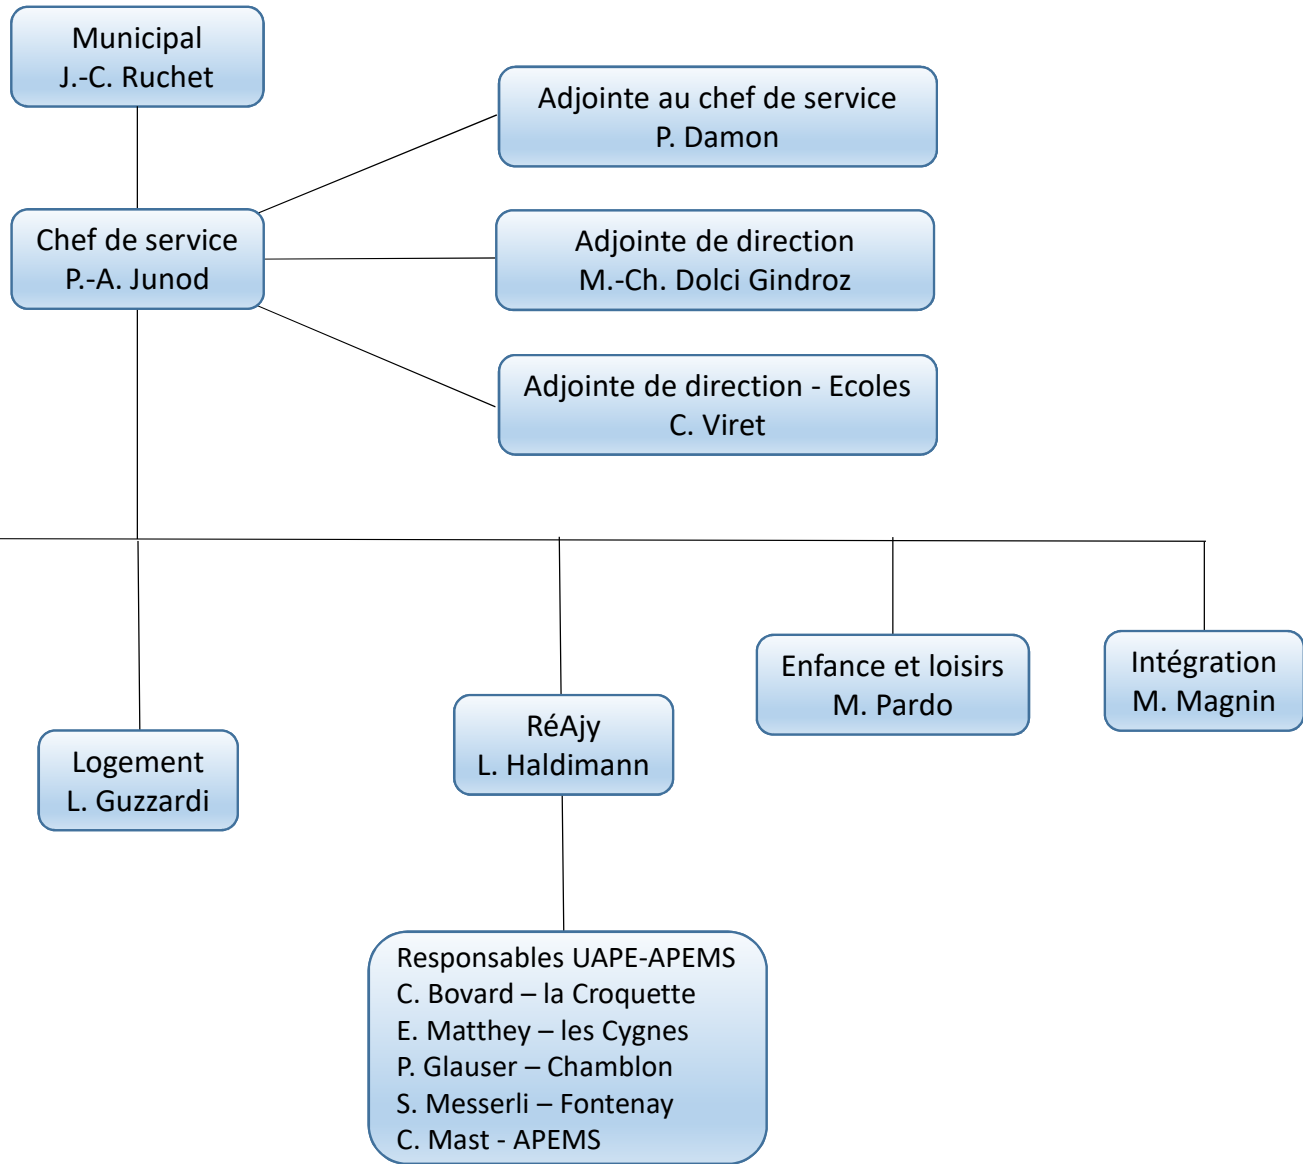 Municipal
J.-C. Ruchet
Adjointe au chef de service
P. Damon
Chef de service
P.-A. Junod
Adjointe de direction
M.-Ch. Dolci Gindroz
Adjointe de direction - Ecoles
C. Viret
Logement
L. Guzzardi
RéAjy
L. Haldimann
Enfance et loisirs
M. Pardo
Intégration
M. Magnin
Responsables UAPE-APEMS
C. Bovard – la Croquette
E. Matthey – les Cygnes
P. Glauser – Chamblon
S. Messerli – Fontenay
C. Mast - APEMS